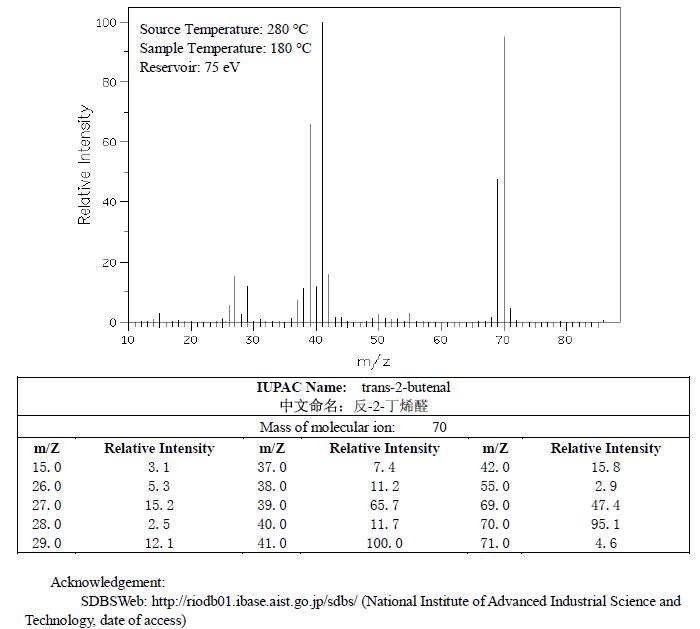 100
80
60
40
20
0
Relative Intensity
Source Temperature: 280 °C
Sample Temperature: 180 °C
Reservoir: 75 eV
10 20 30 40 50 60 70 80
m/z
IUPAC Name: trans-2-butenal
中文命名：反-2-丁烯醛
Mass of molecular ion: 70
m/Z Relative Intensity m/Z Relative Intensity m/Z Relative Intensity
15.0 3.1 37.0 7.4 42.0 15.8
26.0 5.3 38.0 11.2 55.0 2.9
27.0 15.2 39.0 65.7 69.0 47.4
28.0 2.5 40.0 11.7 70.0 95.1
29.0 12.1 41.0 100.0 71.0 4.6
Acknowledgement:
SDBSWeb: http://riodb01.ibase.aist.go.jp/sdbs/ (National Institute of Advanced Industrial Science and
Technology, date of access)